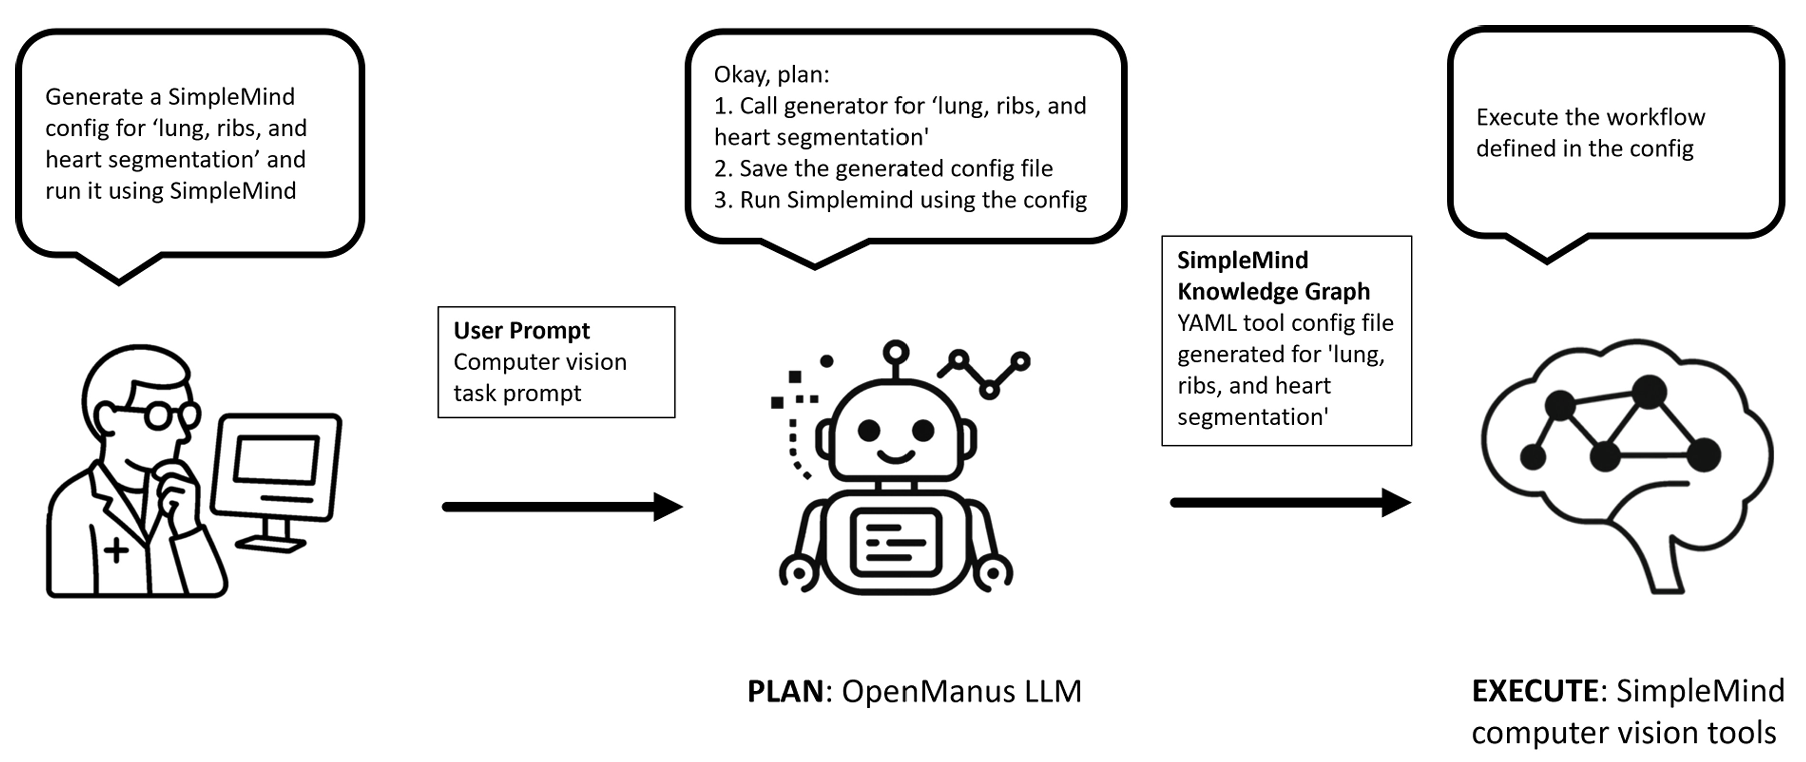 Generate a SimpleMind
config for ‘lung, ribs, and
heart segmentation’ and
run it using SimpleMind
User Prompt
Computer vision
task prompt
Okay, plan:
1. Call generator for ‘lung, ribs, and
heart segmentation'
2. Save the generated config file
3. Run Simplemind using the config
SimpleMind
Knowledge Graph
YAML tool config file
generated for 'lung,
ribs, and heart
segmentation'
Execute the workflow
defined in the config
PLAN: OpenManus LLM
EXECUTE: SimpleMind
computer vision tools